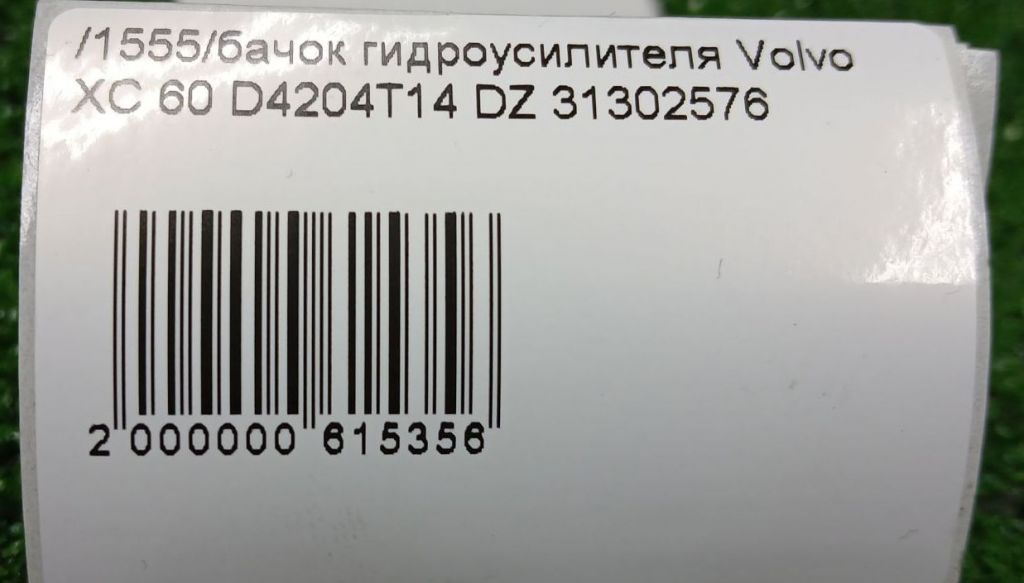 /1555/бачок гидроусилителя Volvo
XC 60 D4204T14 DZ 31302576
2 000000 615356